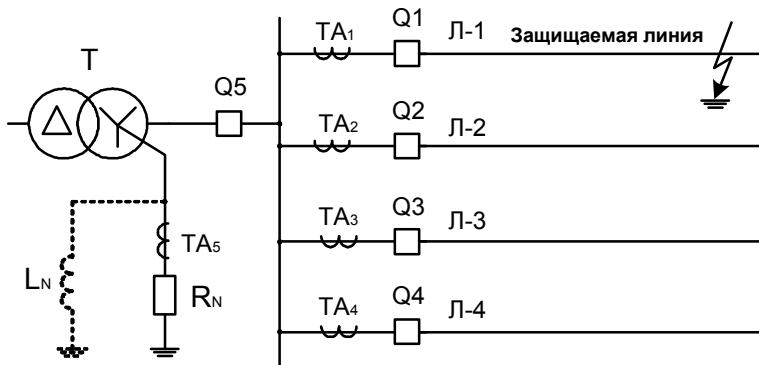 TA1 Q1 Л-1 Защищаемая линия
T
Q5
TA2 Q2 Л-2
TA3 Q3 Л-3
TA5
LN
RN
TA4 Q4 Л-4